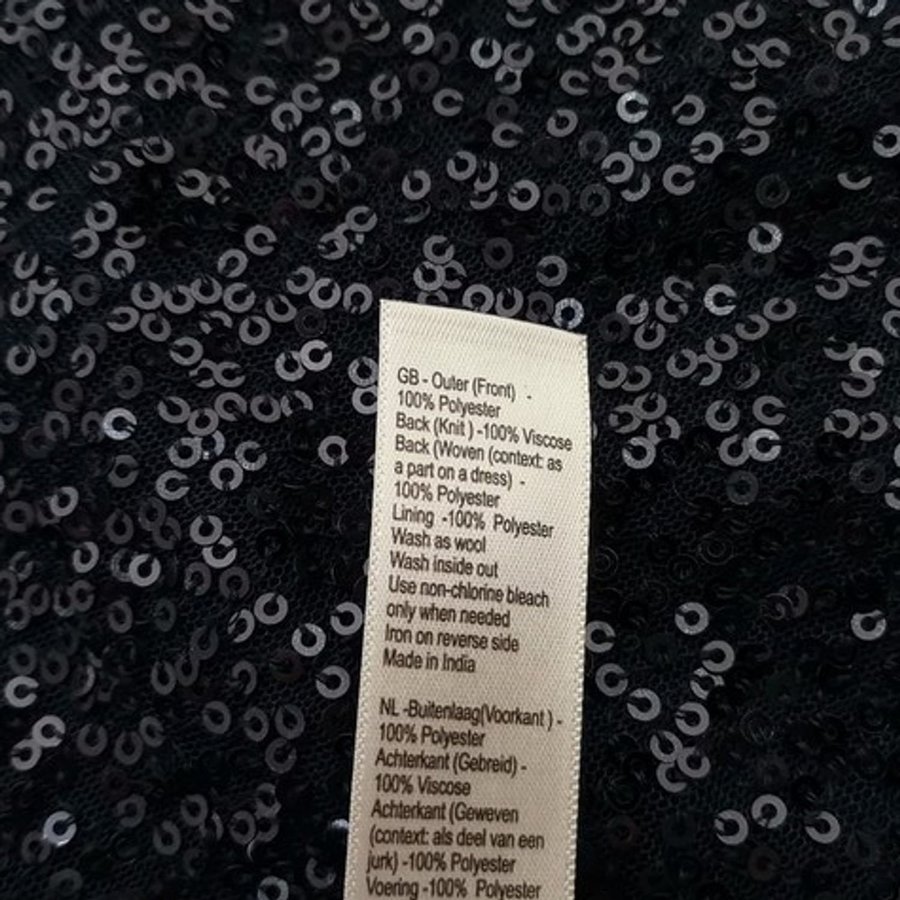 GB - Outer (Front) -
100% Polyester
Back (Knit ) -100% Viscose
Back (Woven (context: as
a part on a dress) -
100% Polyester
Lining -100% Polyester
Wash as wool
Wash inside out
Use non-chlorine bleach
only when needed
Iron on reverse side
Made in India
NL -Buitenlaag(Voorkant ) -
100% Polyester
Achterkant (Gebreid) -
100% Viscose
Achterkant (Geweven
(context: als deel van een
jurk) -100% Polyester
Voering -100% Polyester